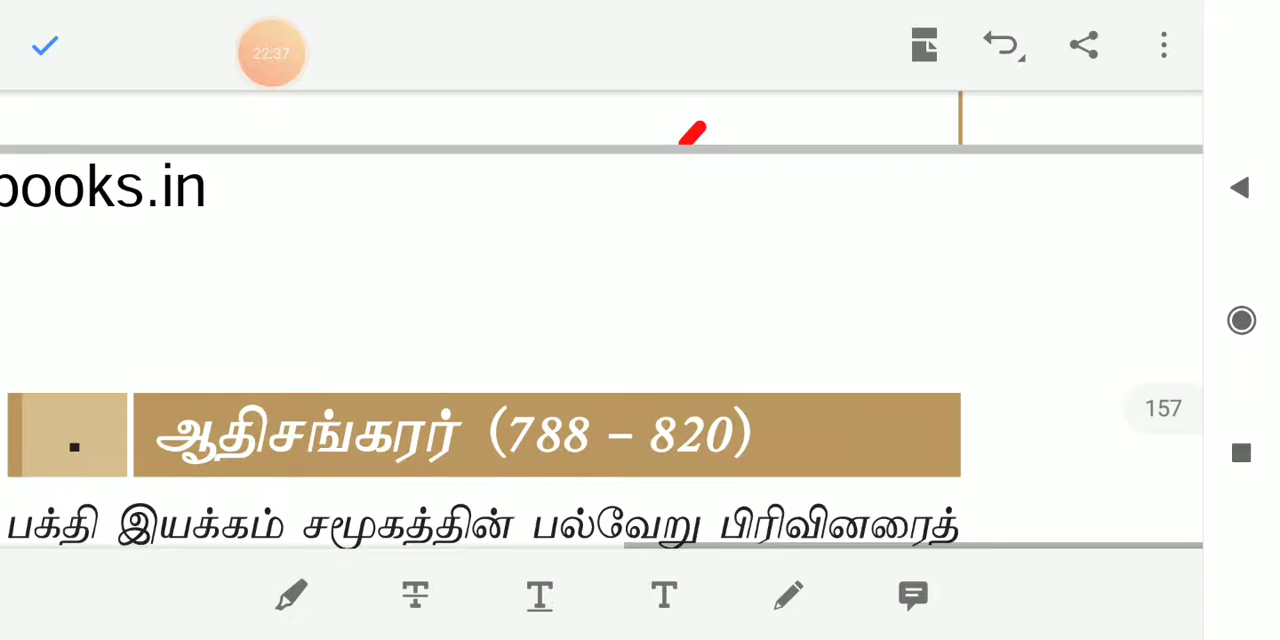 22:37
books.in
ஆதிசங்கரர் (788 – 820)
157
பக்தி இயக்கம் சமூகத்தின் பல்வேறு பிரிவினரைத்